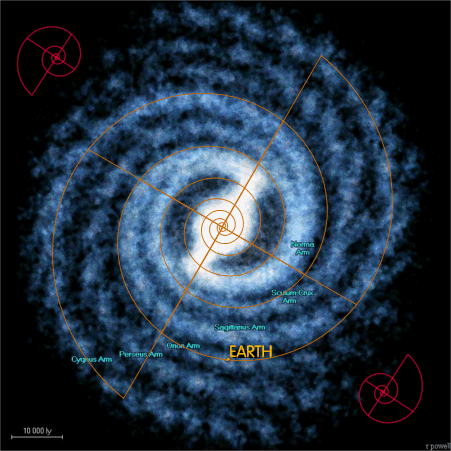 Norma
Arm
Scutum-Crux
Arm
Sagittarius Arm
Orion Arm
EARTH
Perseus Arm
Cygnus Arm
10 000 ly
r powell